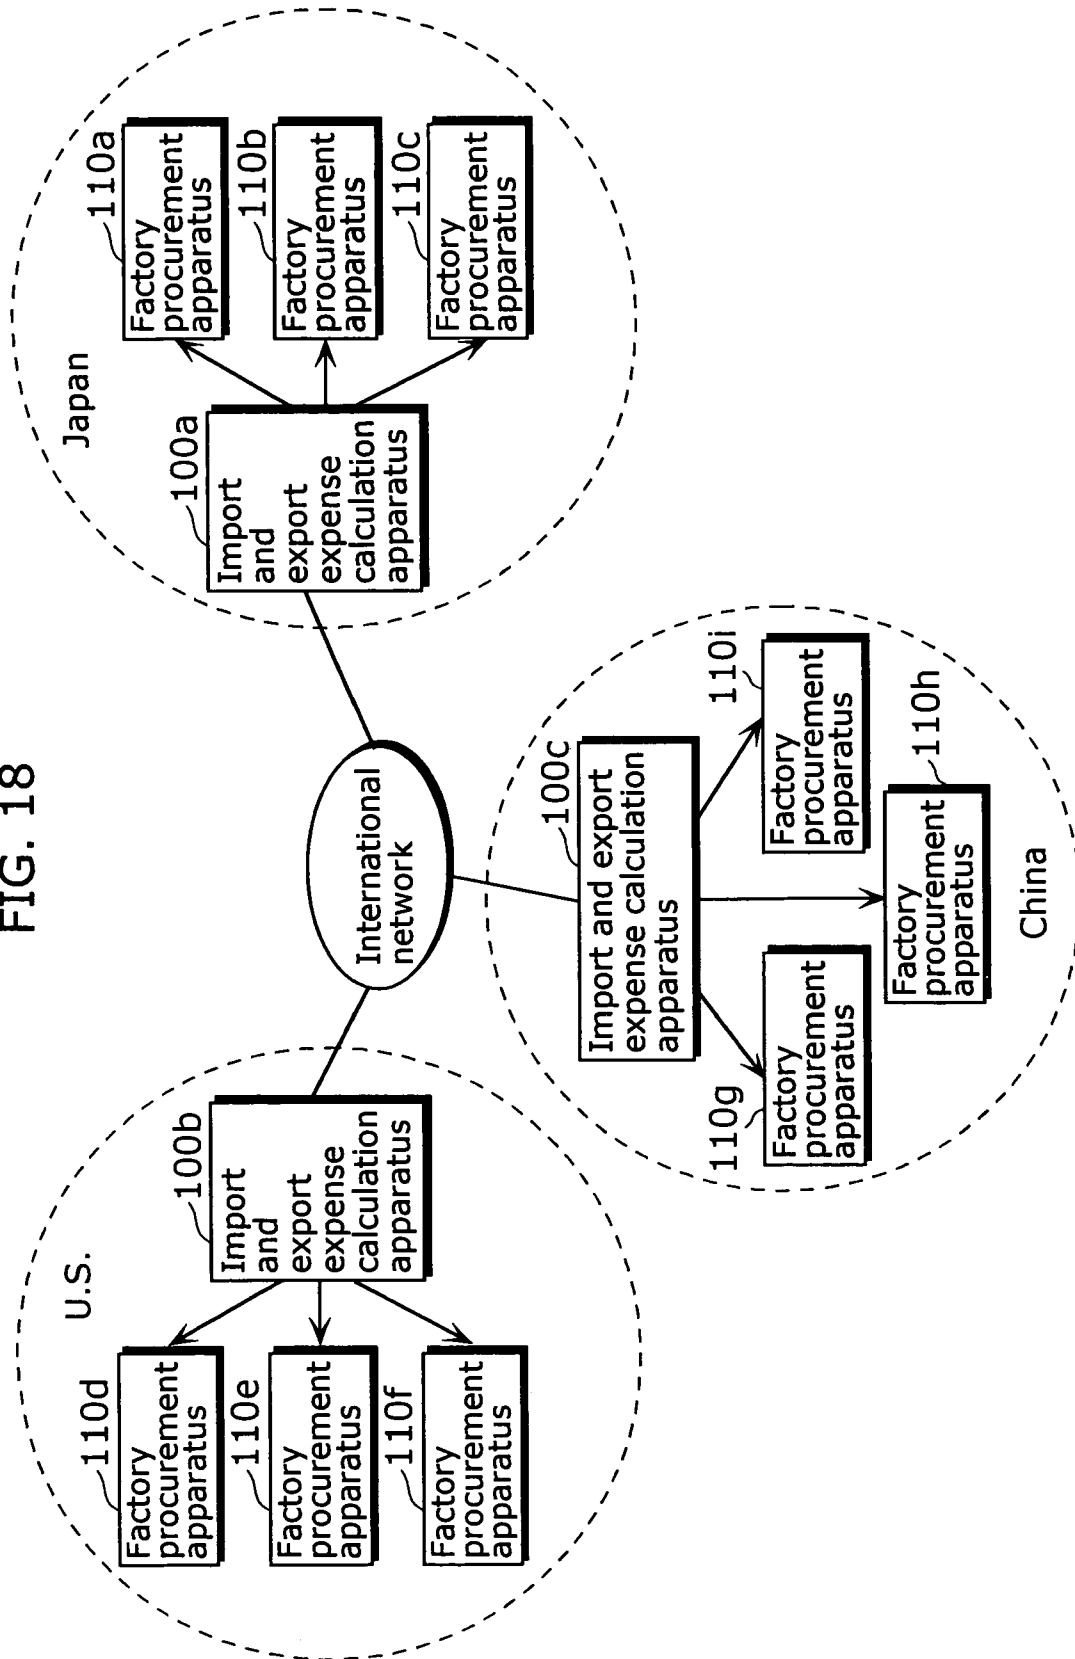 FIG. 18
U.S.
110d
Factory
procurement
apparatus
110e
Factory
procurement
apparatus
110f
Factory
procurement
apparatus
100b
Import
and
export
expense
calculation
apparatus
International
network
Japan
100a
Import
and
export
expense
calculation
apparatus
110a
Factory
procurement
apparatus
110b
Factory
procurement
apparatus
110c
Factory
procurement
apparatus
100c
Import and export
expense calculation
apparatus
110g
Factory
procurement
apparatus
110i
Factory
procurement
apparatus
110h
Factory
procurement
apparatus
China